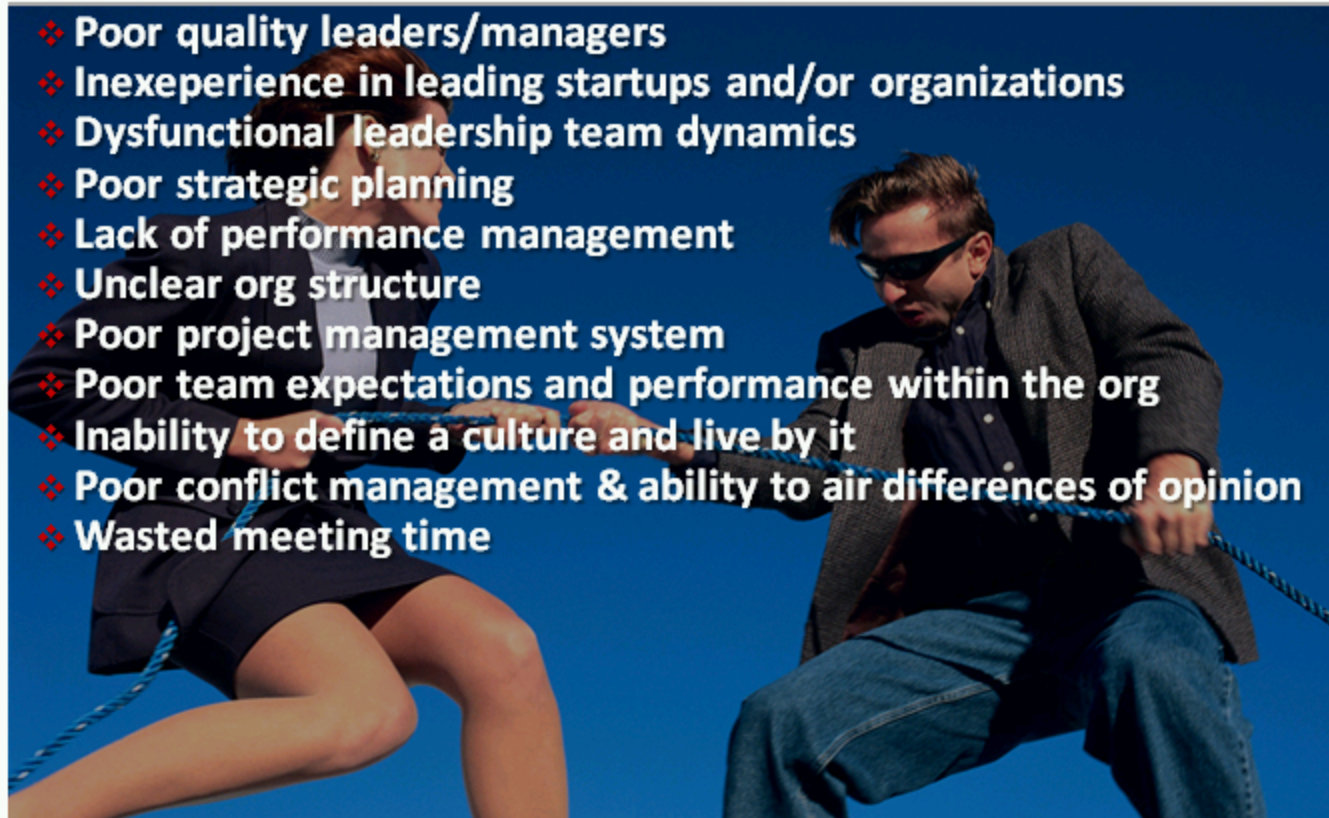 Poor quality leaders/managers
Inexeperience in leading startups and/or organizations
Dysfunctional leadership team dynamics
Poor strategic planning
Lack of performance management
Unclear org structure
Poor project management system
Poor team expectations and performance within the org
Inability to define a culture and live by it
Poor conflict management & ability to air differences of opinion
Wasted meeting time